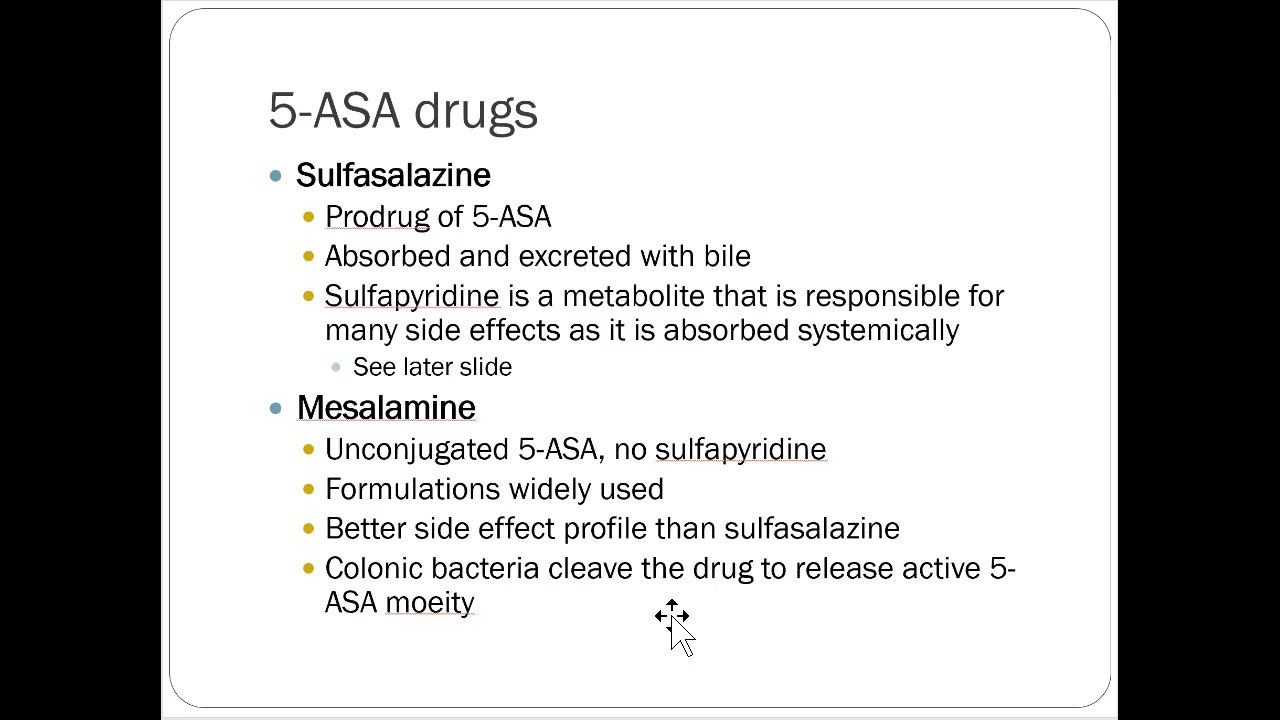 5-ASA drugs
Sulfasalazine
Prodrug of 5-ASA
Absorbed and excreted with bile
Sulfapyridine is a metabolite that is responsible for
many side effects as it is absorbed systemically
See later slide
Mesalamine
Unconjugated 5-ASA, no sulfapyridine
Formulations widely used
Better side effect profile than sulfasalazine
Colonic bacteria cleave the drug to release active 5-
ASA moeity